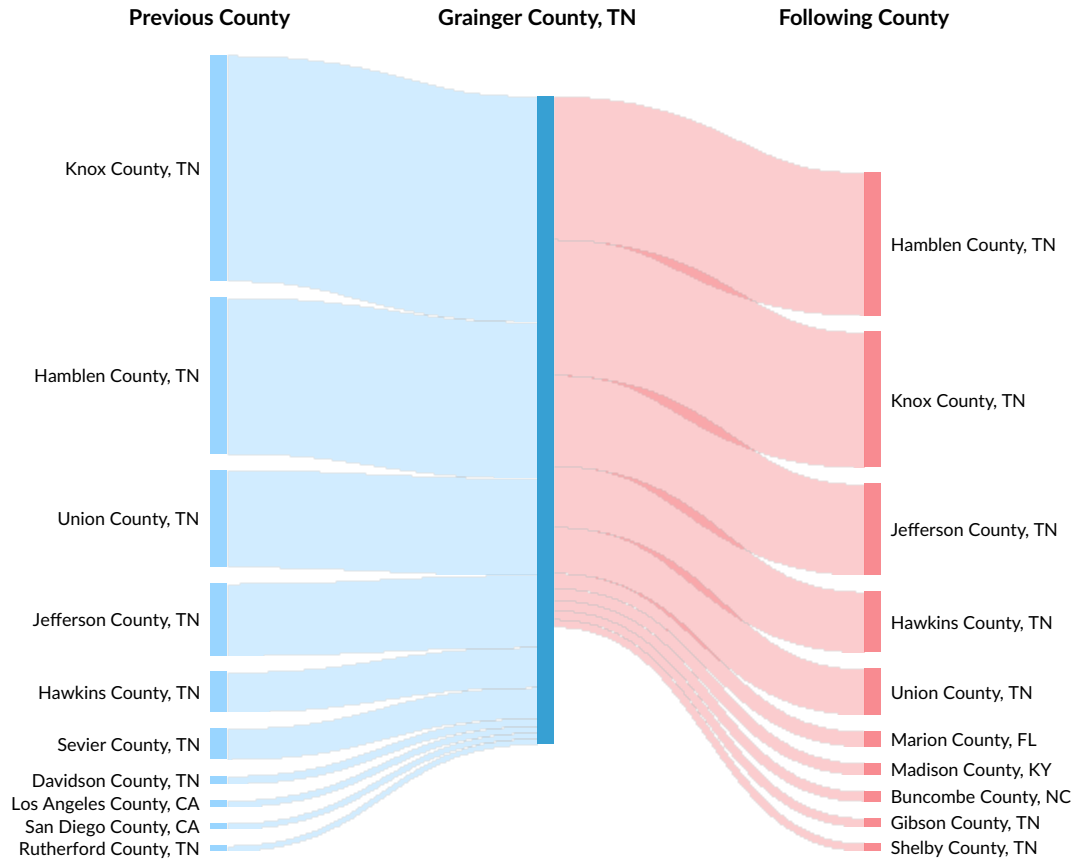 Previous County
Grainger County, TN
Following County
Knox County, TN
Hamblen County, TN
Union County, TN
Jefferson County, TN
Hawkins County, TN
Sevier County, TN
Davidson County, TN
Los Angeles County, CA
San Diego County, CA
Rutherford County, TN
Hamblen County, TN
Knox County, TN
Jefferson County, TN
Hawkins County, TN
Union County, TN
Marion County, FL
Madison County, KY
Buncombe County, NC
Gibson County, TN
Shelby County, TN